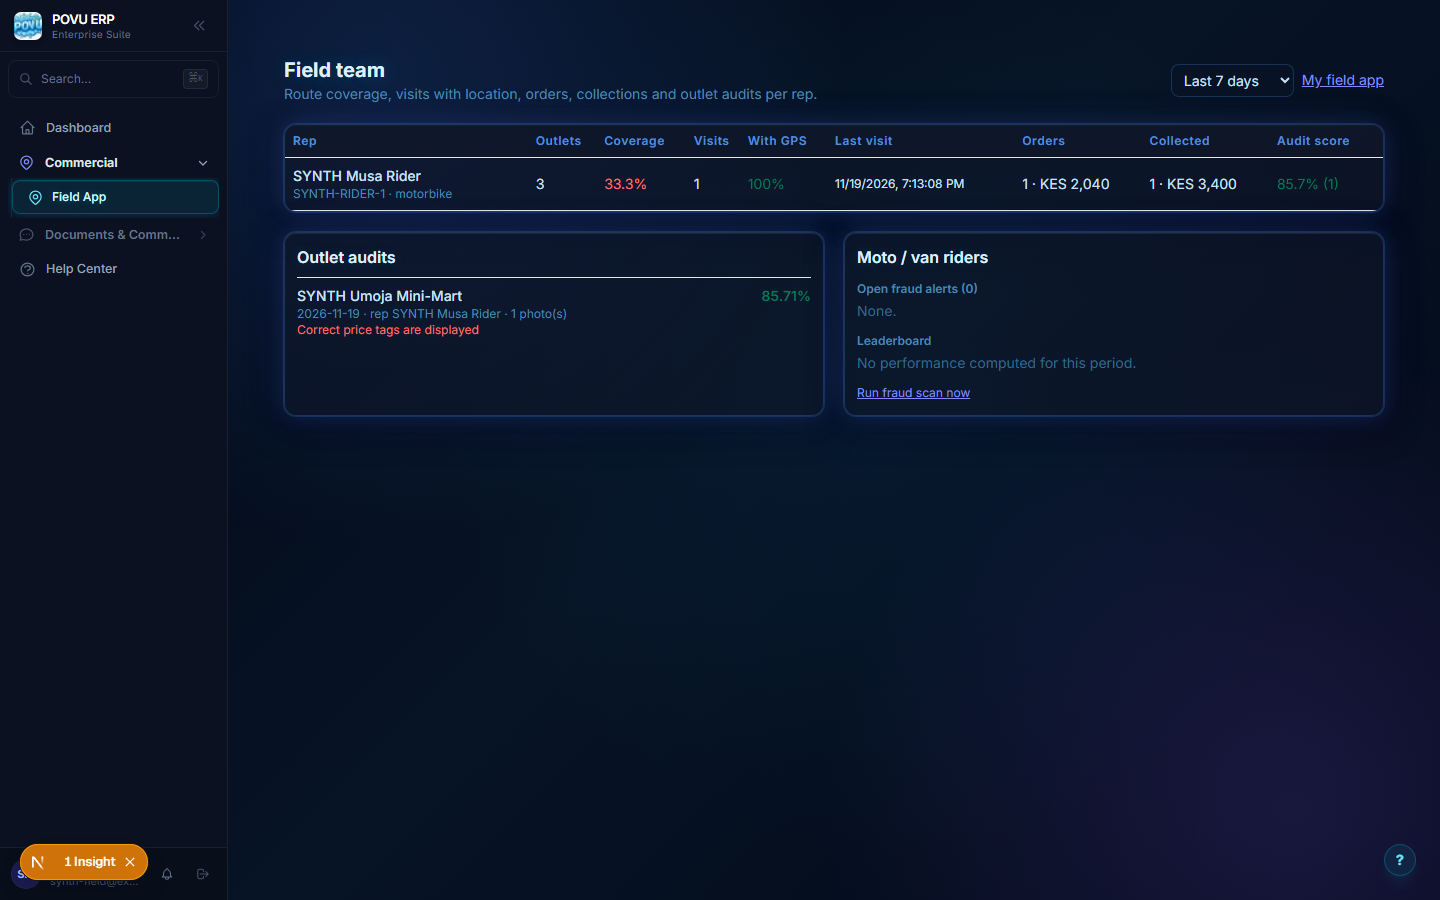 POVU ERP
Enterprise Suite
Search...
⌘K
Dashboard
Commercial
Field App
Documents & Comm...
Help Center
1 Insight
Field team
Route coverage, visits with location, orders, collections and outlet audits per rep.
Last 7 days
My field app
Rep Outlets Coverage Visits With GPS Last visit Orders Collected Audit score
SYNTH Musa Rider 3 33.3% 1 100% 11/19/2026, 7:13:08 PM 1 · KES 2,040 1 · KES 3,400 85.7% (1)
SYNTH-RIDER-1 · motorbike
Outlet audits
SYNTH Umoja Mini-Mart 85.71%
2026-11-19 · rep SYNTH Musa Rider · 1 photo(s)
Correct price tags are displayed
Moto / van riders
Open fraud alerts (0)
None.
Leaderboard
No performance computed for this period.
Run fraud scan now
?